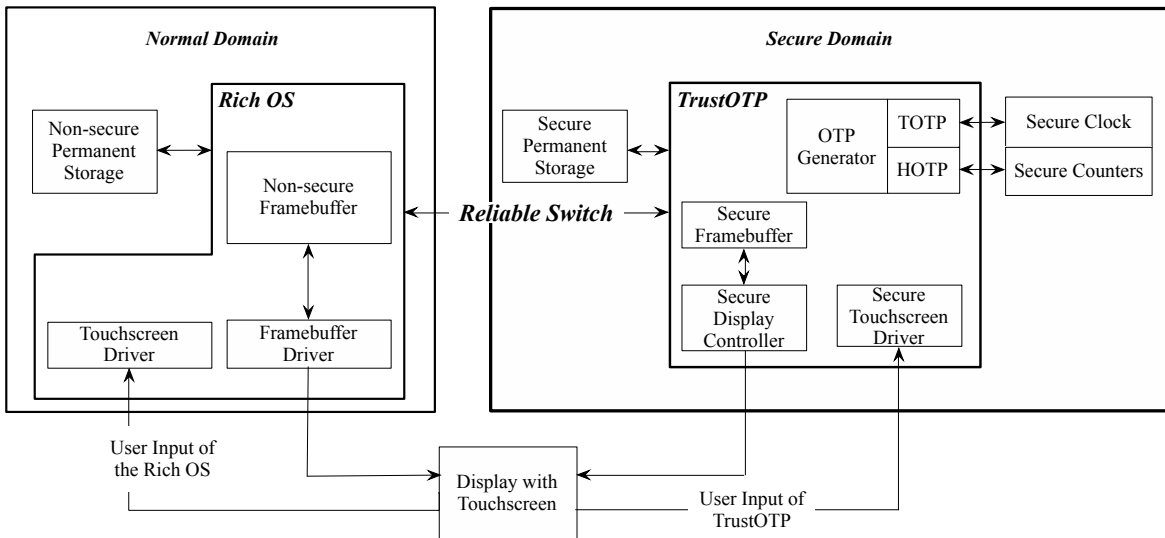 Normal Domain
Rich OS
Non-secure
Permanent
Storage
Non-secure
Framebuffer
Touchscreen
Driver
Framebuffer
Driver
Reliable Switch
Secure Domain
TrustOTP
Secure
Permanent
Storage
OTP
Generator
TOTP
HOTP
Secure Clock
Secure Counters
Secure
Framebuffer
Secure
Display
Controller
Secure
Touchscreen
Driver
User Input of
the Rich OS
Display with
Touchscreen
User Input of
TrustOTP